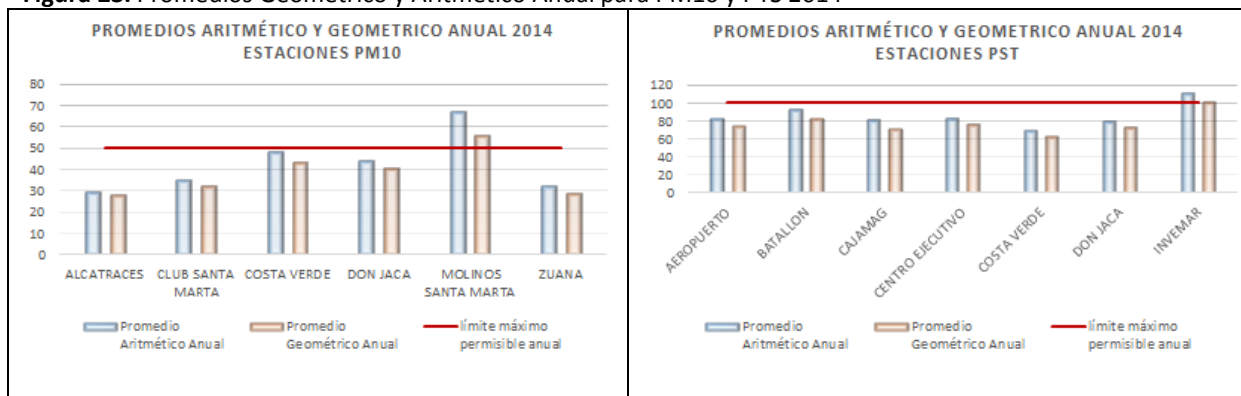 PROMEDIOS ARITMÉTICO Y GEOMETRICO ANUAL 2014
ESTACIONES PM10
80
70
60
50
40
30
20
10
0
ALCATRACES
CLUB SANTA
MARTA
COSTA VERDE
DON JACA
MOLINOS
SANTA MARTA
ZUANA
Promedio
Aritmético Anual
Promedio
Geométrico Anual
límite máximo
permisible anual
PROMEDIOS ARITMÉTICO Y GEOMETRICO ANUAL 2014
ESTACIONES PST
120
100
80
60
40
20
0
AEROPUERTO
BATALLON
CAJAMAG
CENTRO EJECUTIVO
COSTA VERDE
DON JACA
INVEMAR
Promedio
Aritmético Anual
Promedio
Geométrico Anual
límite máximo
permisible anual